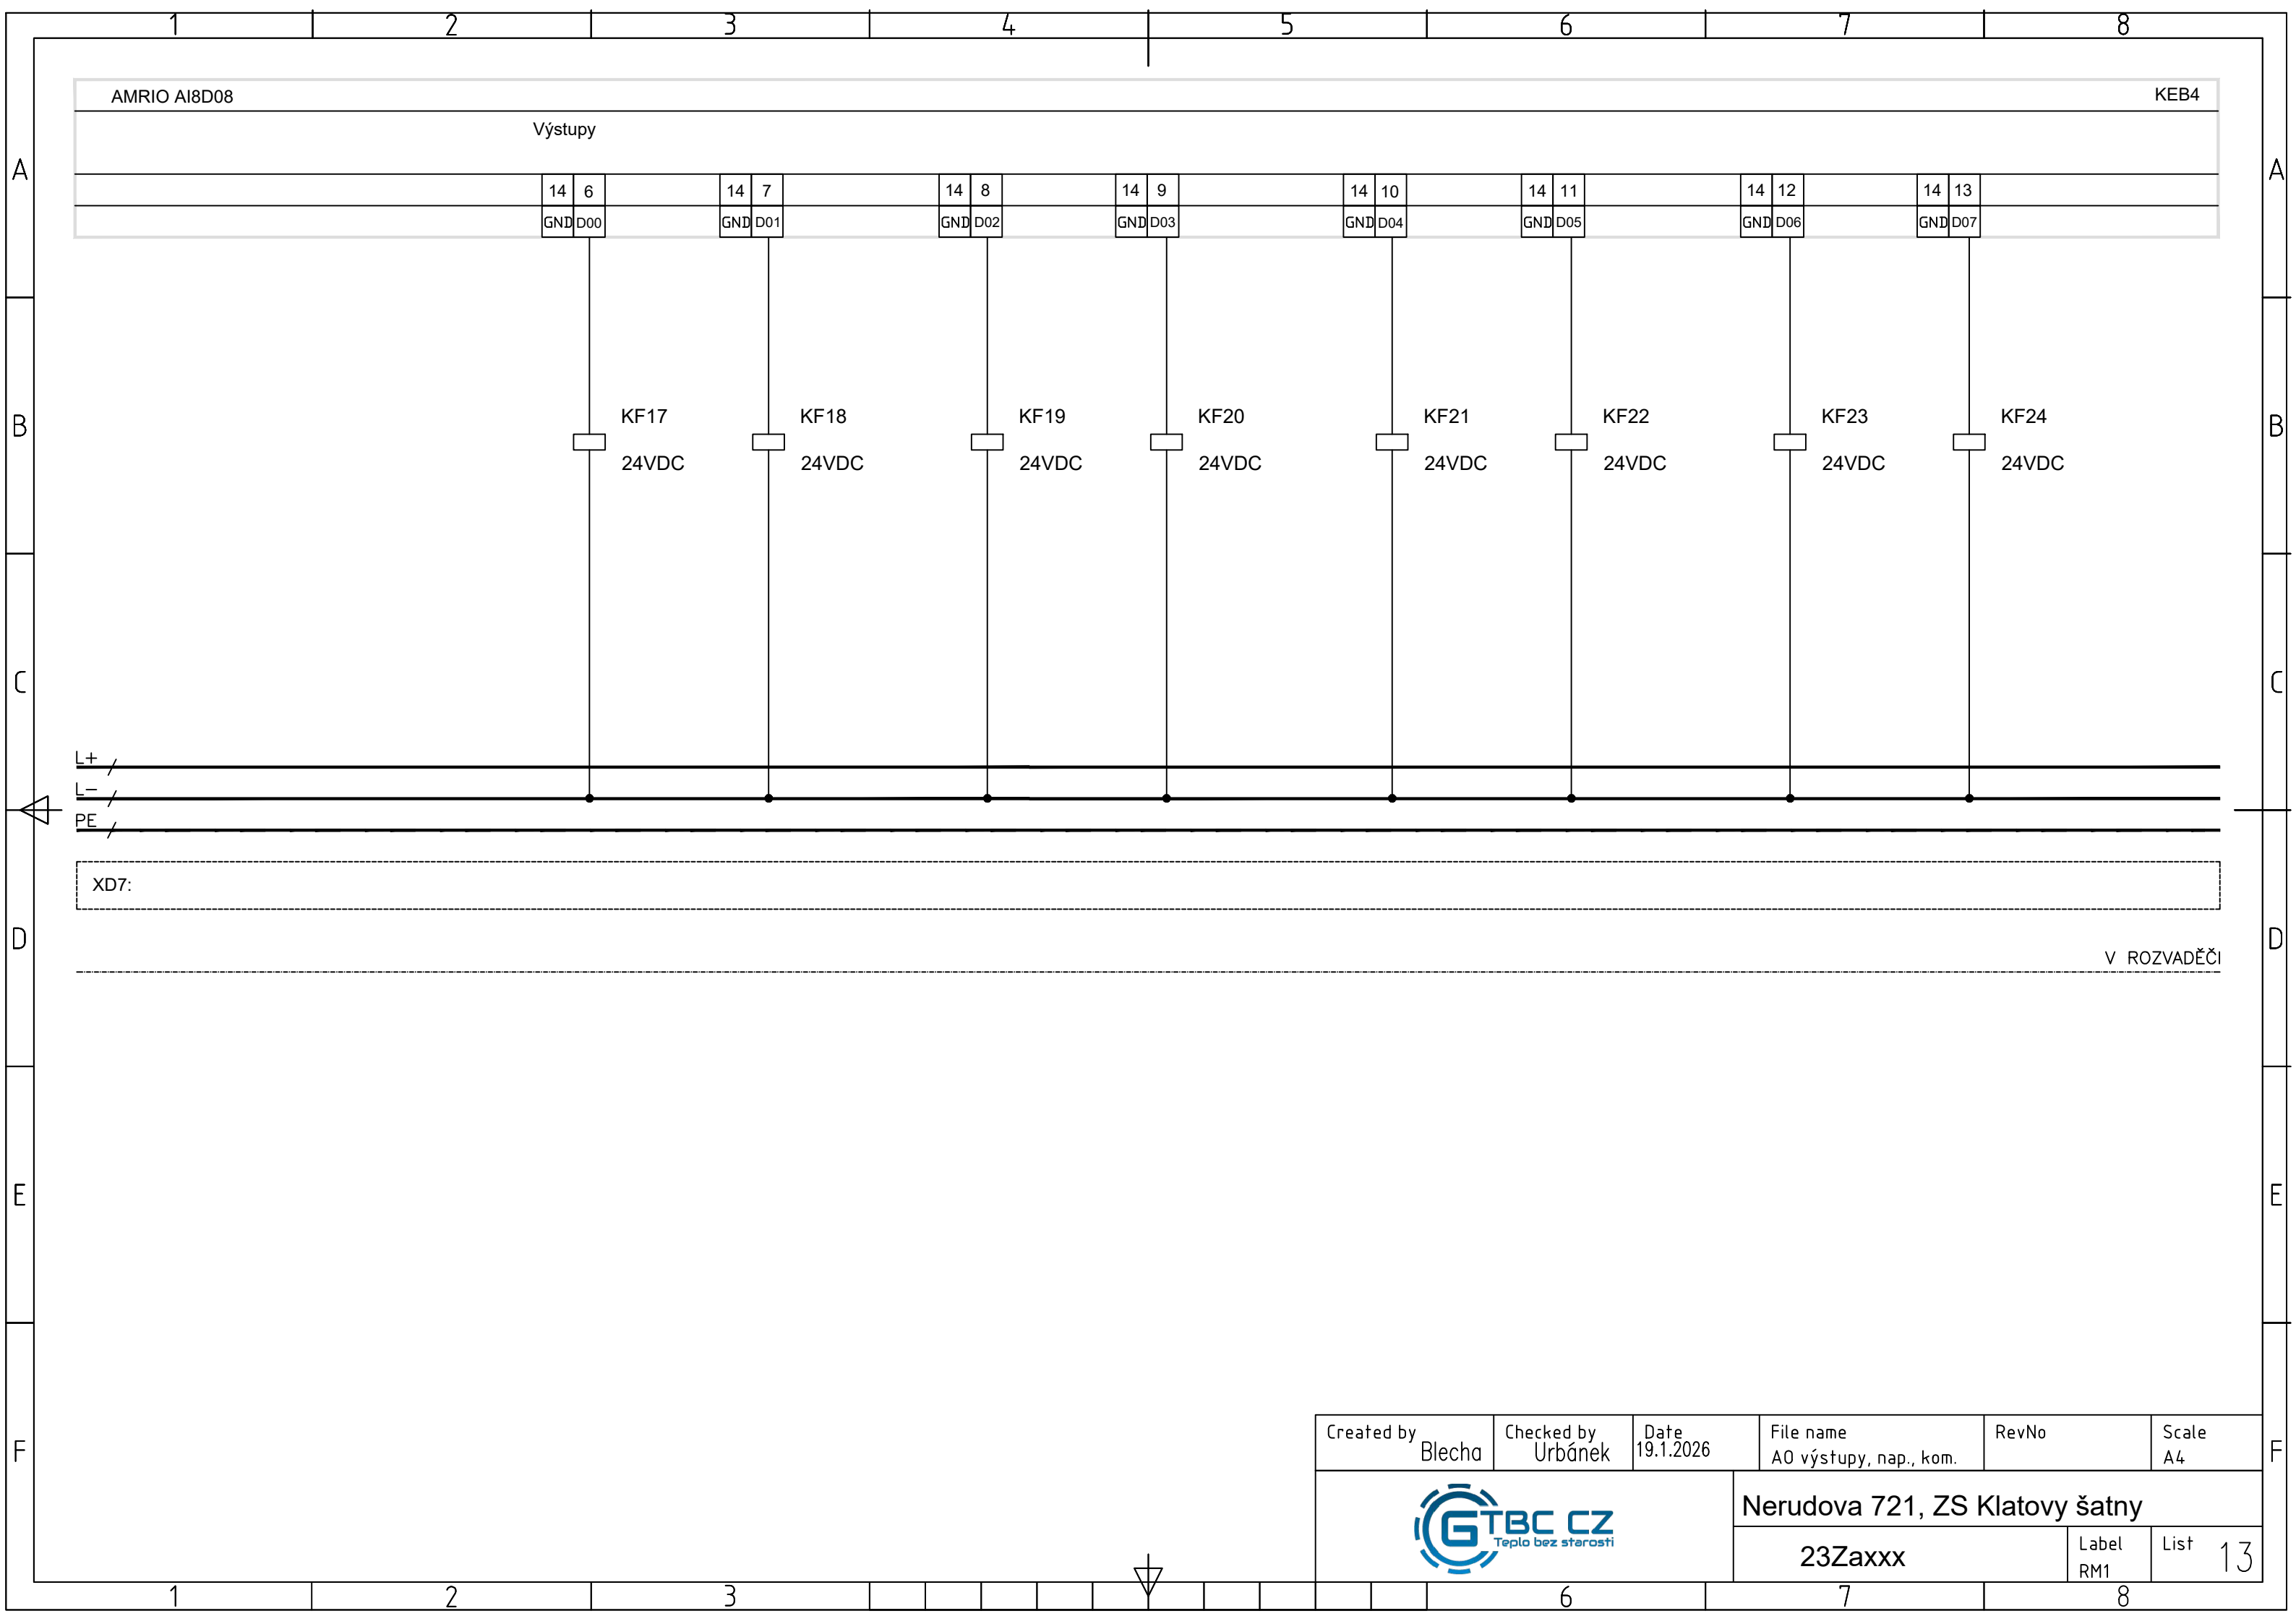 1 2 3 4 5 6 7 8
AMRIO AI8D08 KEB4
Výstupy
A A
14 6 14 7 14 8 14 9 14 10 14 11 14 12 14 13
GND D00 GND D01 GND D02 GND D03 GND D04 GND D05 GND D06 GND D07
B B
KF17 KF18 KF19 KF20 KF21 KF22 KF23 KF24
24VDC 24VDC 24VDC 24VDC 24VDC 24VDC 24VDC 24VDC
C C
L+
L-
PE
XD7:
D D
V ROZVADĚČI
E E
F F
Created by Checked by Date File name RevNo Scale
Blecha Urbánek 19.1.2026 AO výstupy, nap., kom. A4
GTBC CZ
Teplo bez starosti
Nerudova 721, ZS Klatovy šatny
23Zaxxx
Label
RM1
List 13
1 2 3 6 7 8